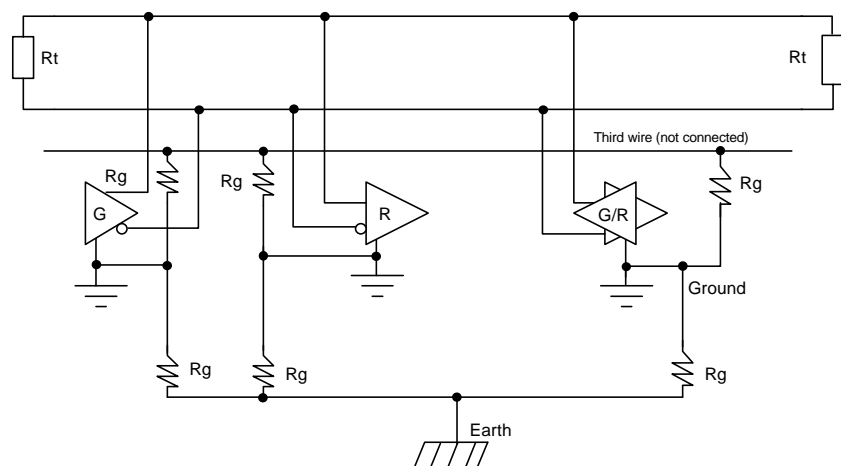 Rt
Rt
Third wire (not connected)
Rg
Rg
Rg
G
R
G/R
Ground
Rg
Rg
Rg
Earth